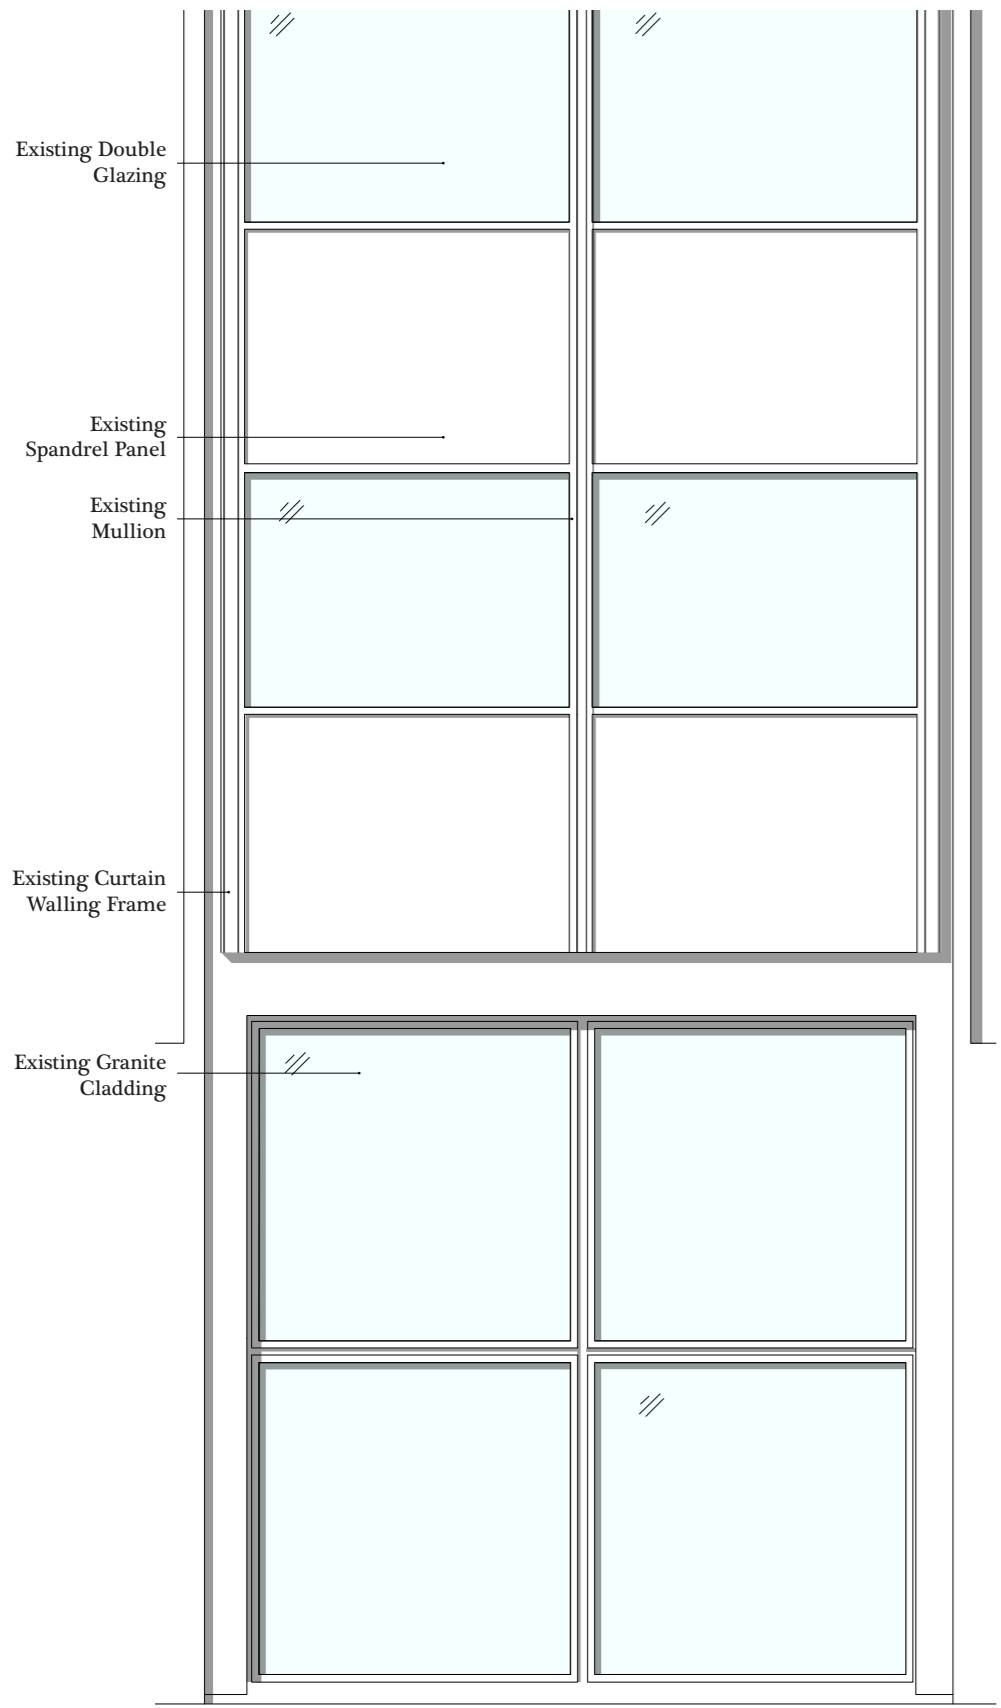 Existing Double
Glazing
Existing
Spandrel Panel
Existing
Mullion
Existing Curtain
Walling Frame
Existing Granite
Cladding